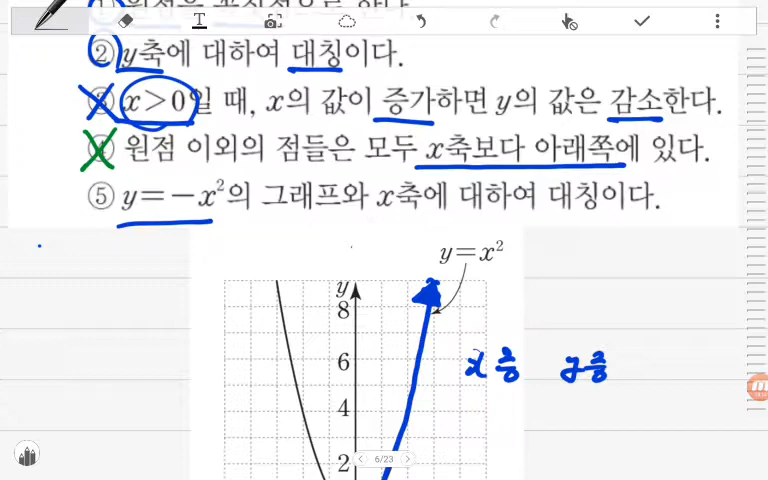 ② y축에 대하여 대칭이다.
③ x>0일 때, x의 값이 증가하면 y의 값은 감소한다.
④ 원점 이외의 점들은 모두 x축보다 아래쪽에 있다.
⑤ y=-x²의 그래프와 x축에 대하여 대칭이다.
y=x²
y
8
6
x증 y증
4
2
6/23